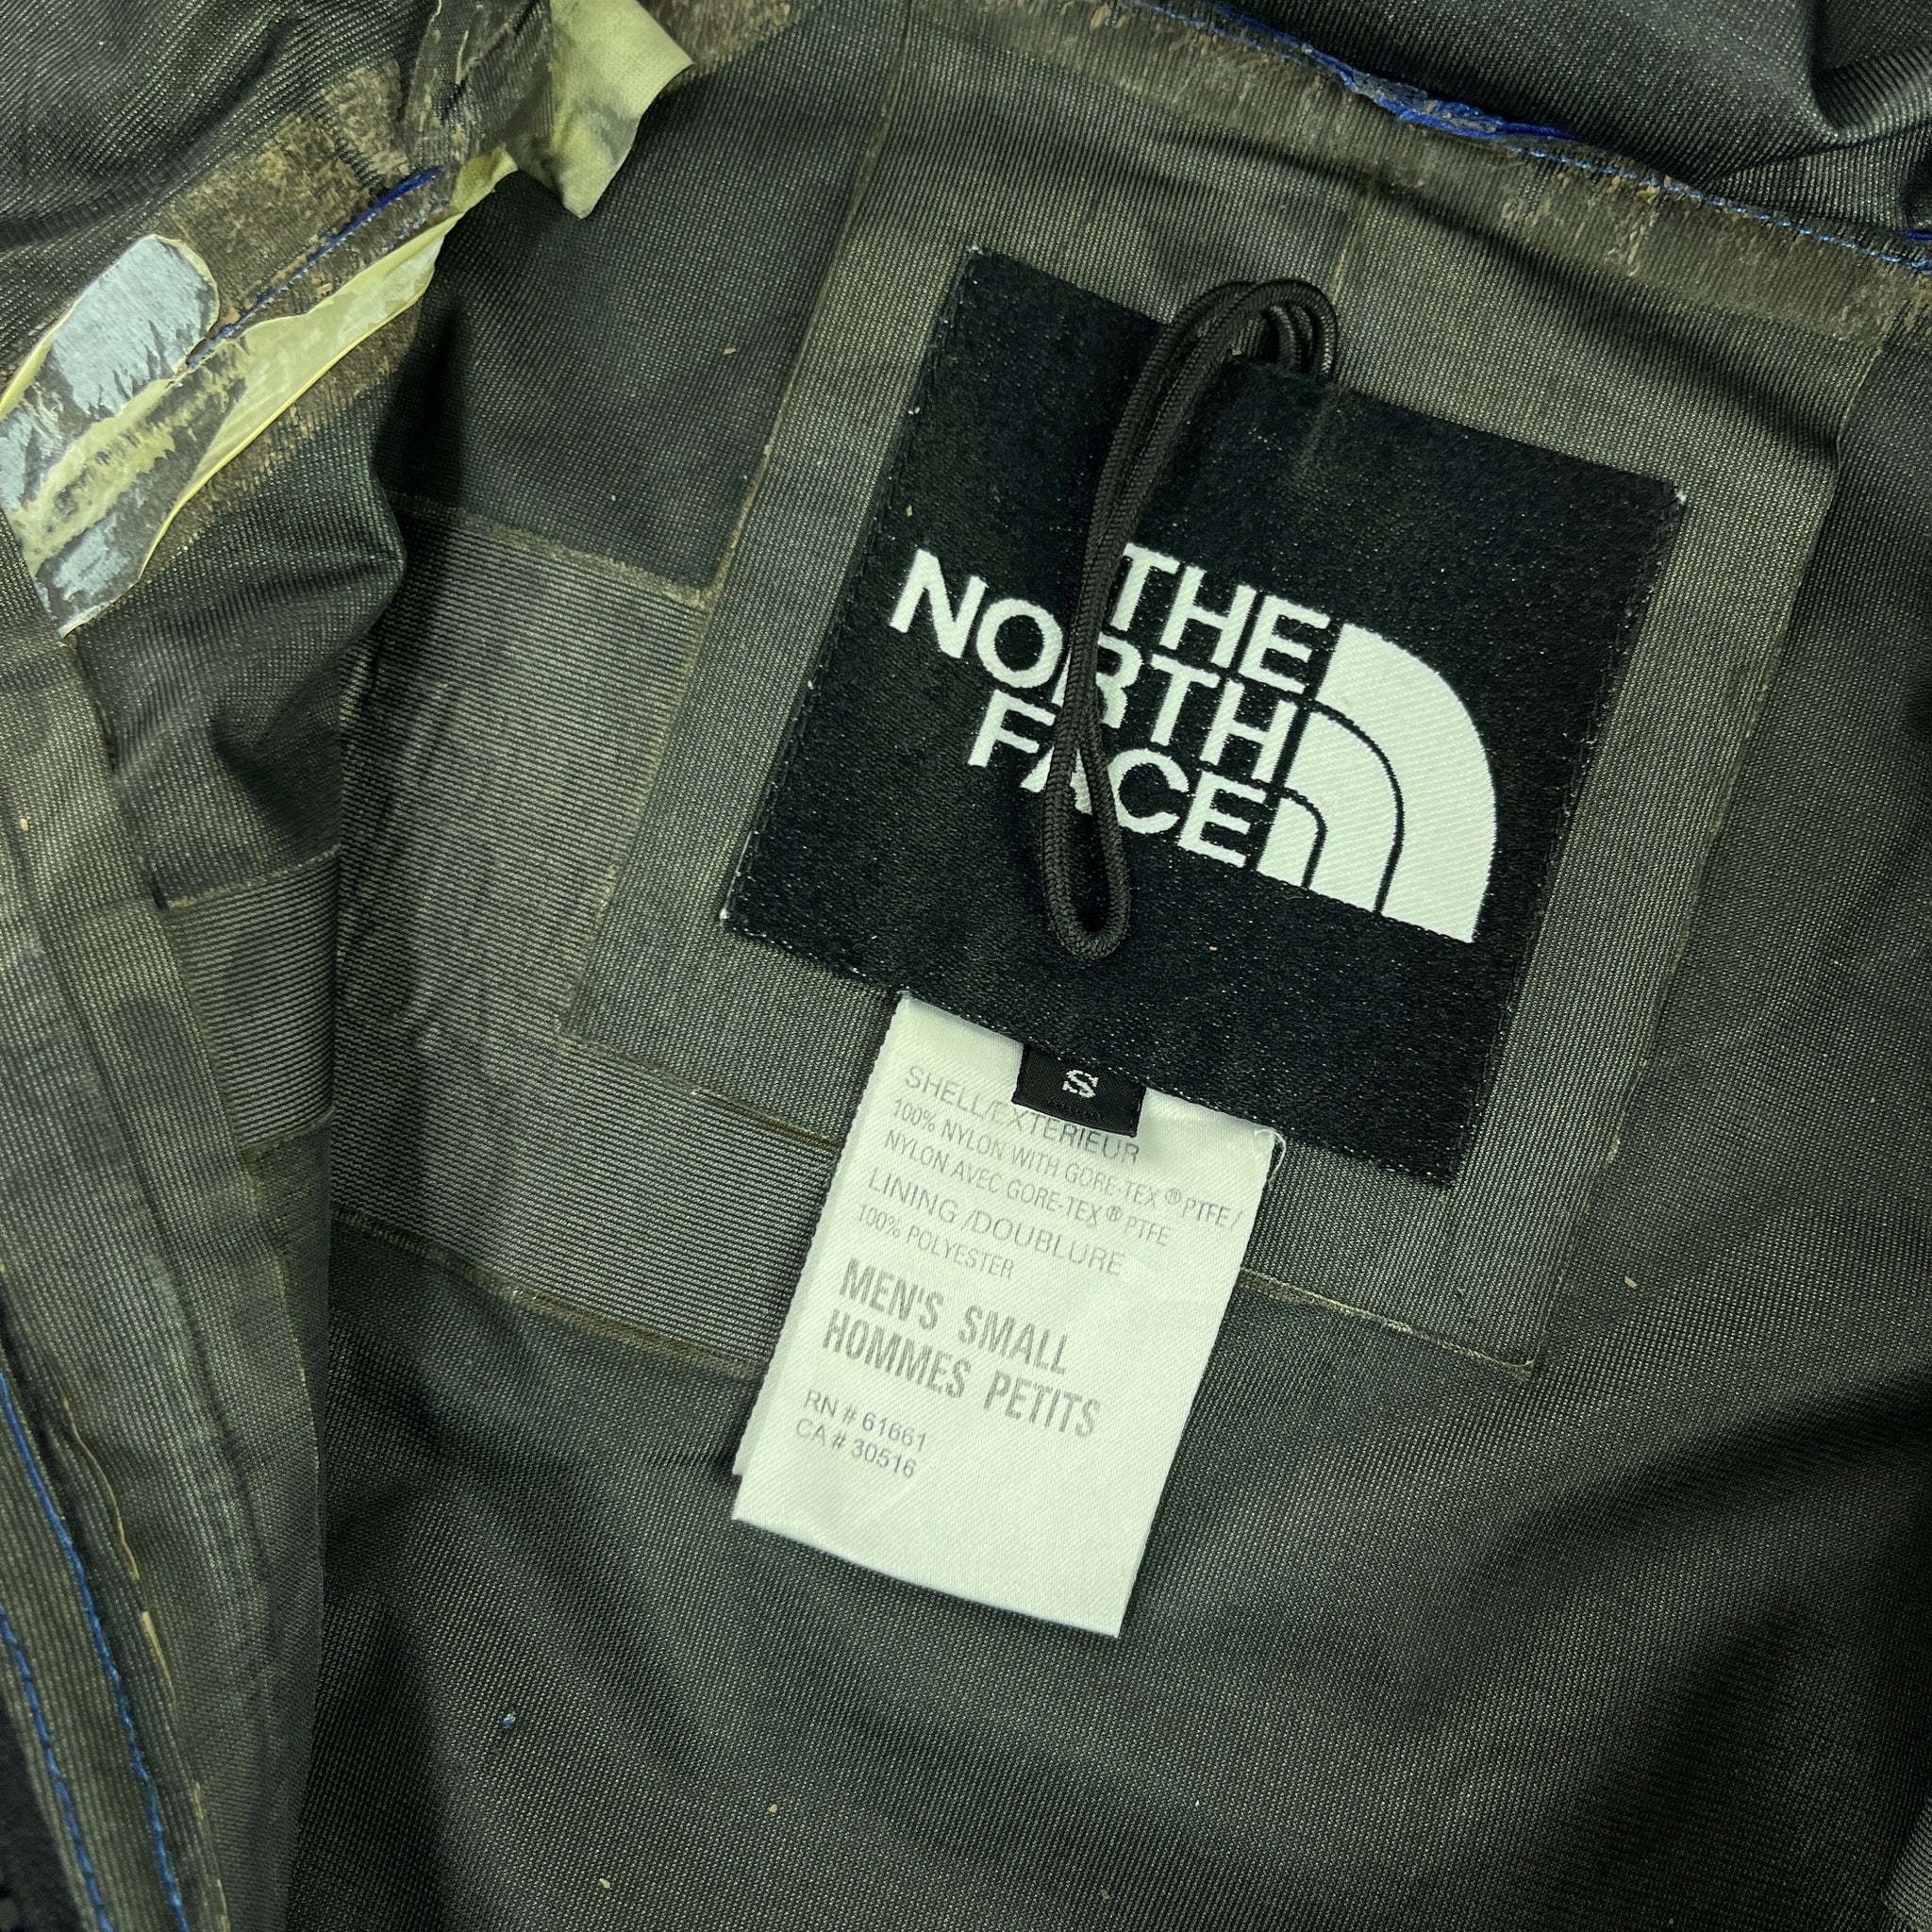 THE
NORTH
FACE
S
SHELL/EXTERIEUR
100% NYLON WITH GORE-TEX® PTFE/
NYLON AVEC GORE-TEX® PTFE
LINING/DOUBLURE
100% POLYESTER
MEN'S SMALL
HOMMES PETITS
RN # 61661
CA # 30516